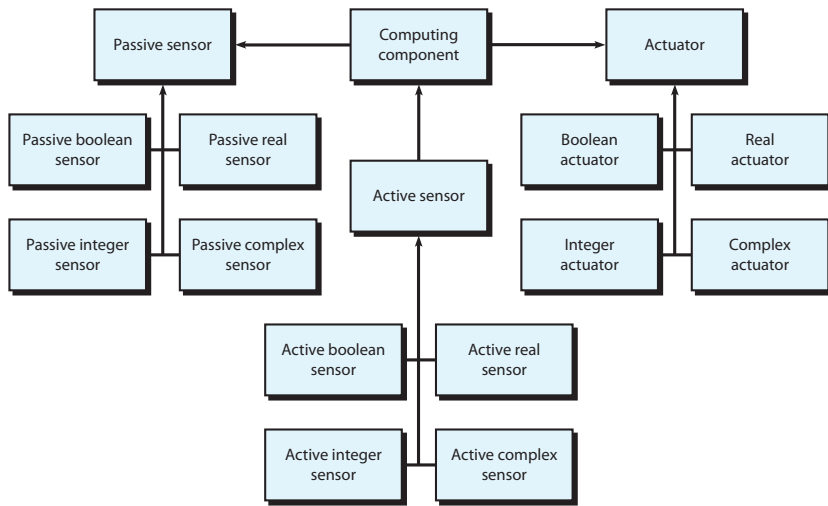 Passive sensor
Computing
component
Actuator
Passive boolean
sensor
Passive real
sensor
Boolean
actuator
Real
actuator
Active sensor
Passive integer
sensor
Passive complex
sensor
Integer
actuator
Complex
actuator
Active boolean
sensor
Active real
sensor
Active integer
sensor
Active complex
sensor